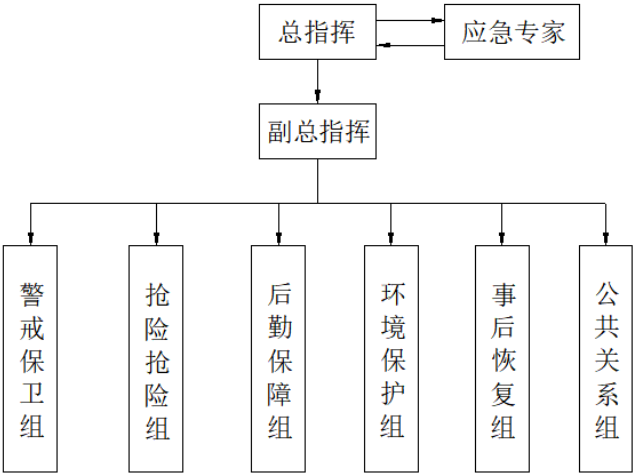 总指挥
应急专家
副总指挥
警戒保卫组
抢险抢险组
后勤保障组
环境保护组
事后恢复组
公共关系组